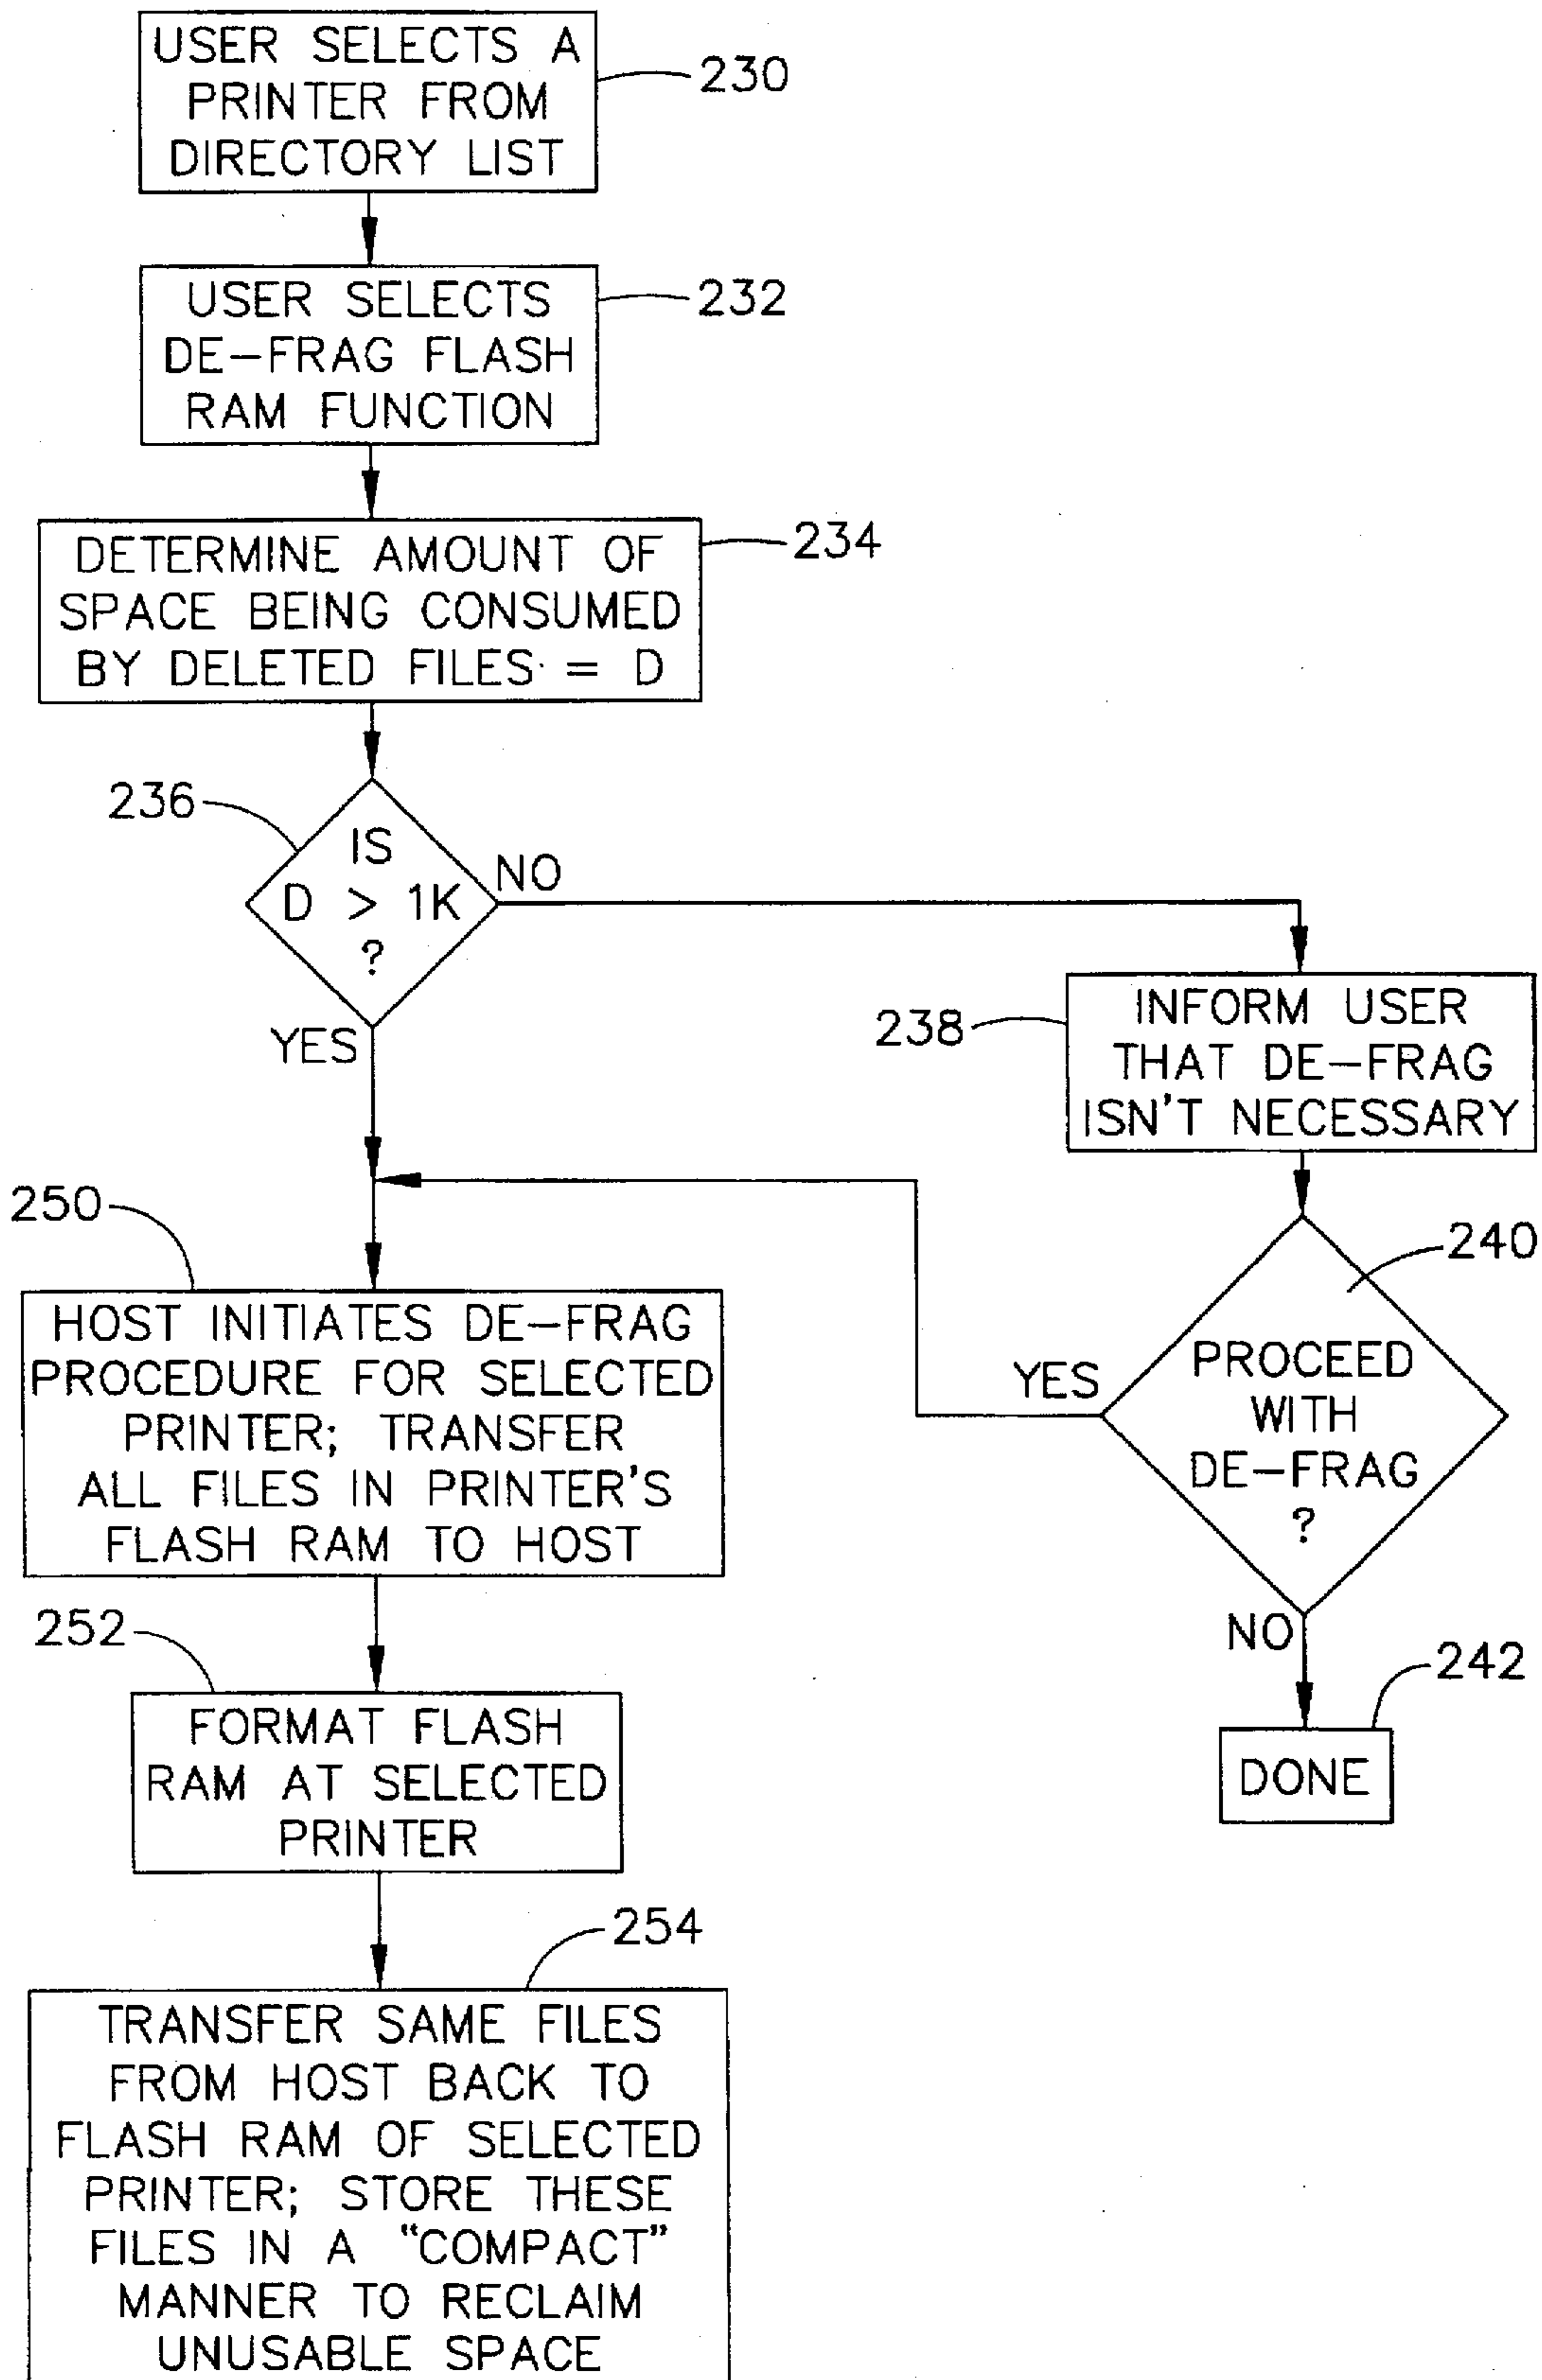 USER SELECTS A
PRINTER FROM
DIRECTORY LIST
230
USER SELECTS
DE-FRAG FLASH
RAM FUNCTION
232
DETERMINE AMOUNT OF
SPACE BEING CONSUMED
BY DELETED FILES = D
234
236
IS
D > 1K
?
NO
YES
238
INFORM USER
THAT DE-FRAG
ISN'T NECESSARY
240
PROCEED
WITH
DE-FRAG
?
YES
NO
242
DONE
250
HOST INITIATES DE-FRAG
PROCEDURE FOR SELECTED
PRINTER; TRANSFER
ALL FILES IN PRINTER'S
FLASH RAM TO HOST
252
FORMAT FLASH
RAM AT SELECTED
PRINTER
254
TRANSFER SAME FILES
FROM HOST BACK TO
FLASH RAM OF SELECTED
PRINTER; STORE THESE
FILES IN A “COMPACT”
MANNER TO RECLAIM
UNUSABLE SPACE